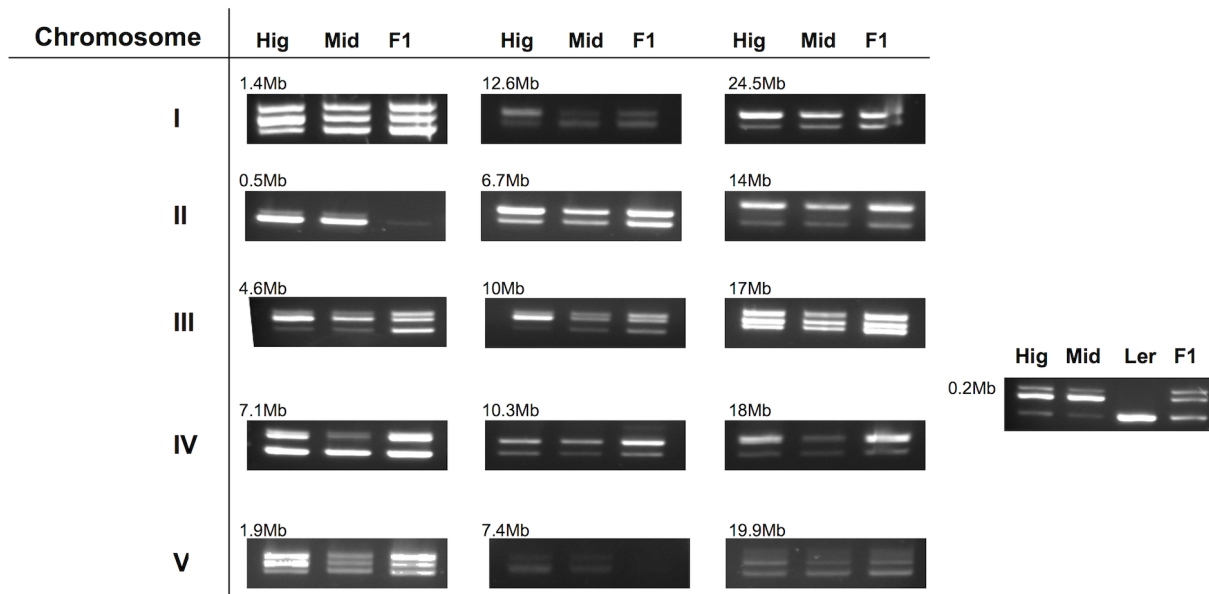 Chromosome Hig Mid F1 Hig Mid F1 Hig Mid F1
1.4Mb 12.6Mb 24.5Mb
I
0.5Mb 6.7Mb 14Mb
II
4.6Mb 10Mb 17Mb
III
Hig Mid Ler F1
0.2Mb
7.1Mb 10.3Mb 18Mb
IV
1.9Mb 7.4Mb 19.9Mb
V